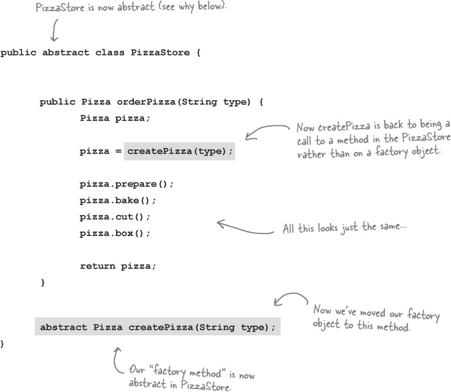 PizzaStore is now abstract (see why below).
public abstract class PizzaStore {
public Pizza orderPizza(String type) {
Pizza pizza;
pizza = createPizza(type);
Now createPizza is back to being a
call to a method in the PizzaStore
rather than on a factory object.
pizza.prepare();
pizza.bake();
pizza.cut();
pizza.box();
All this looks just the same...
return pizza;
}
Now we've moved our factory
object to this method.
abstract Pizza createPizza(String type);
}
Our "factory method" is now
abstract in PizzaStore.